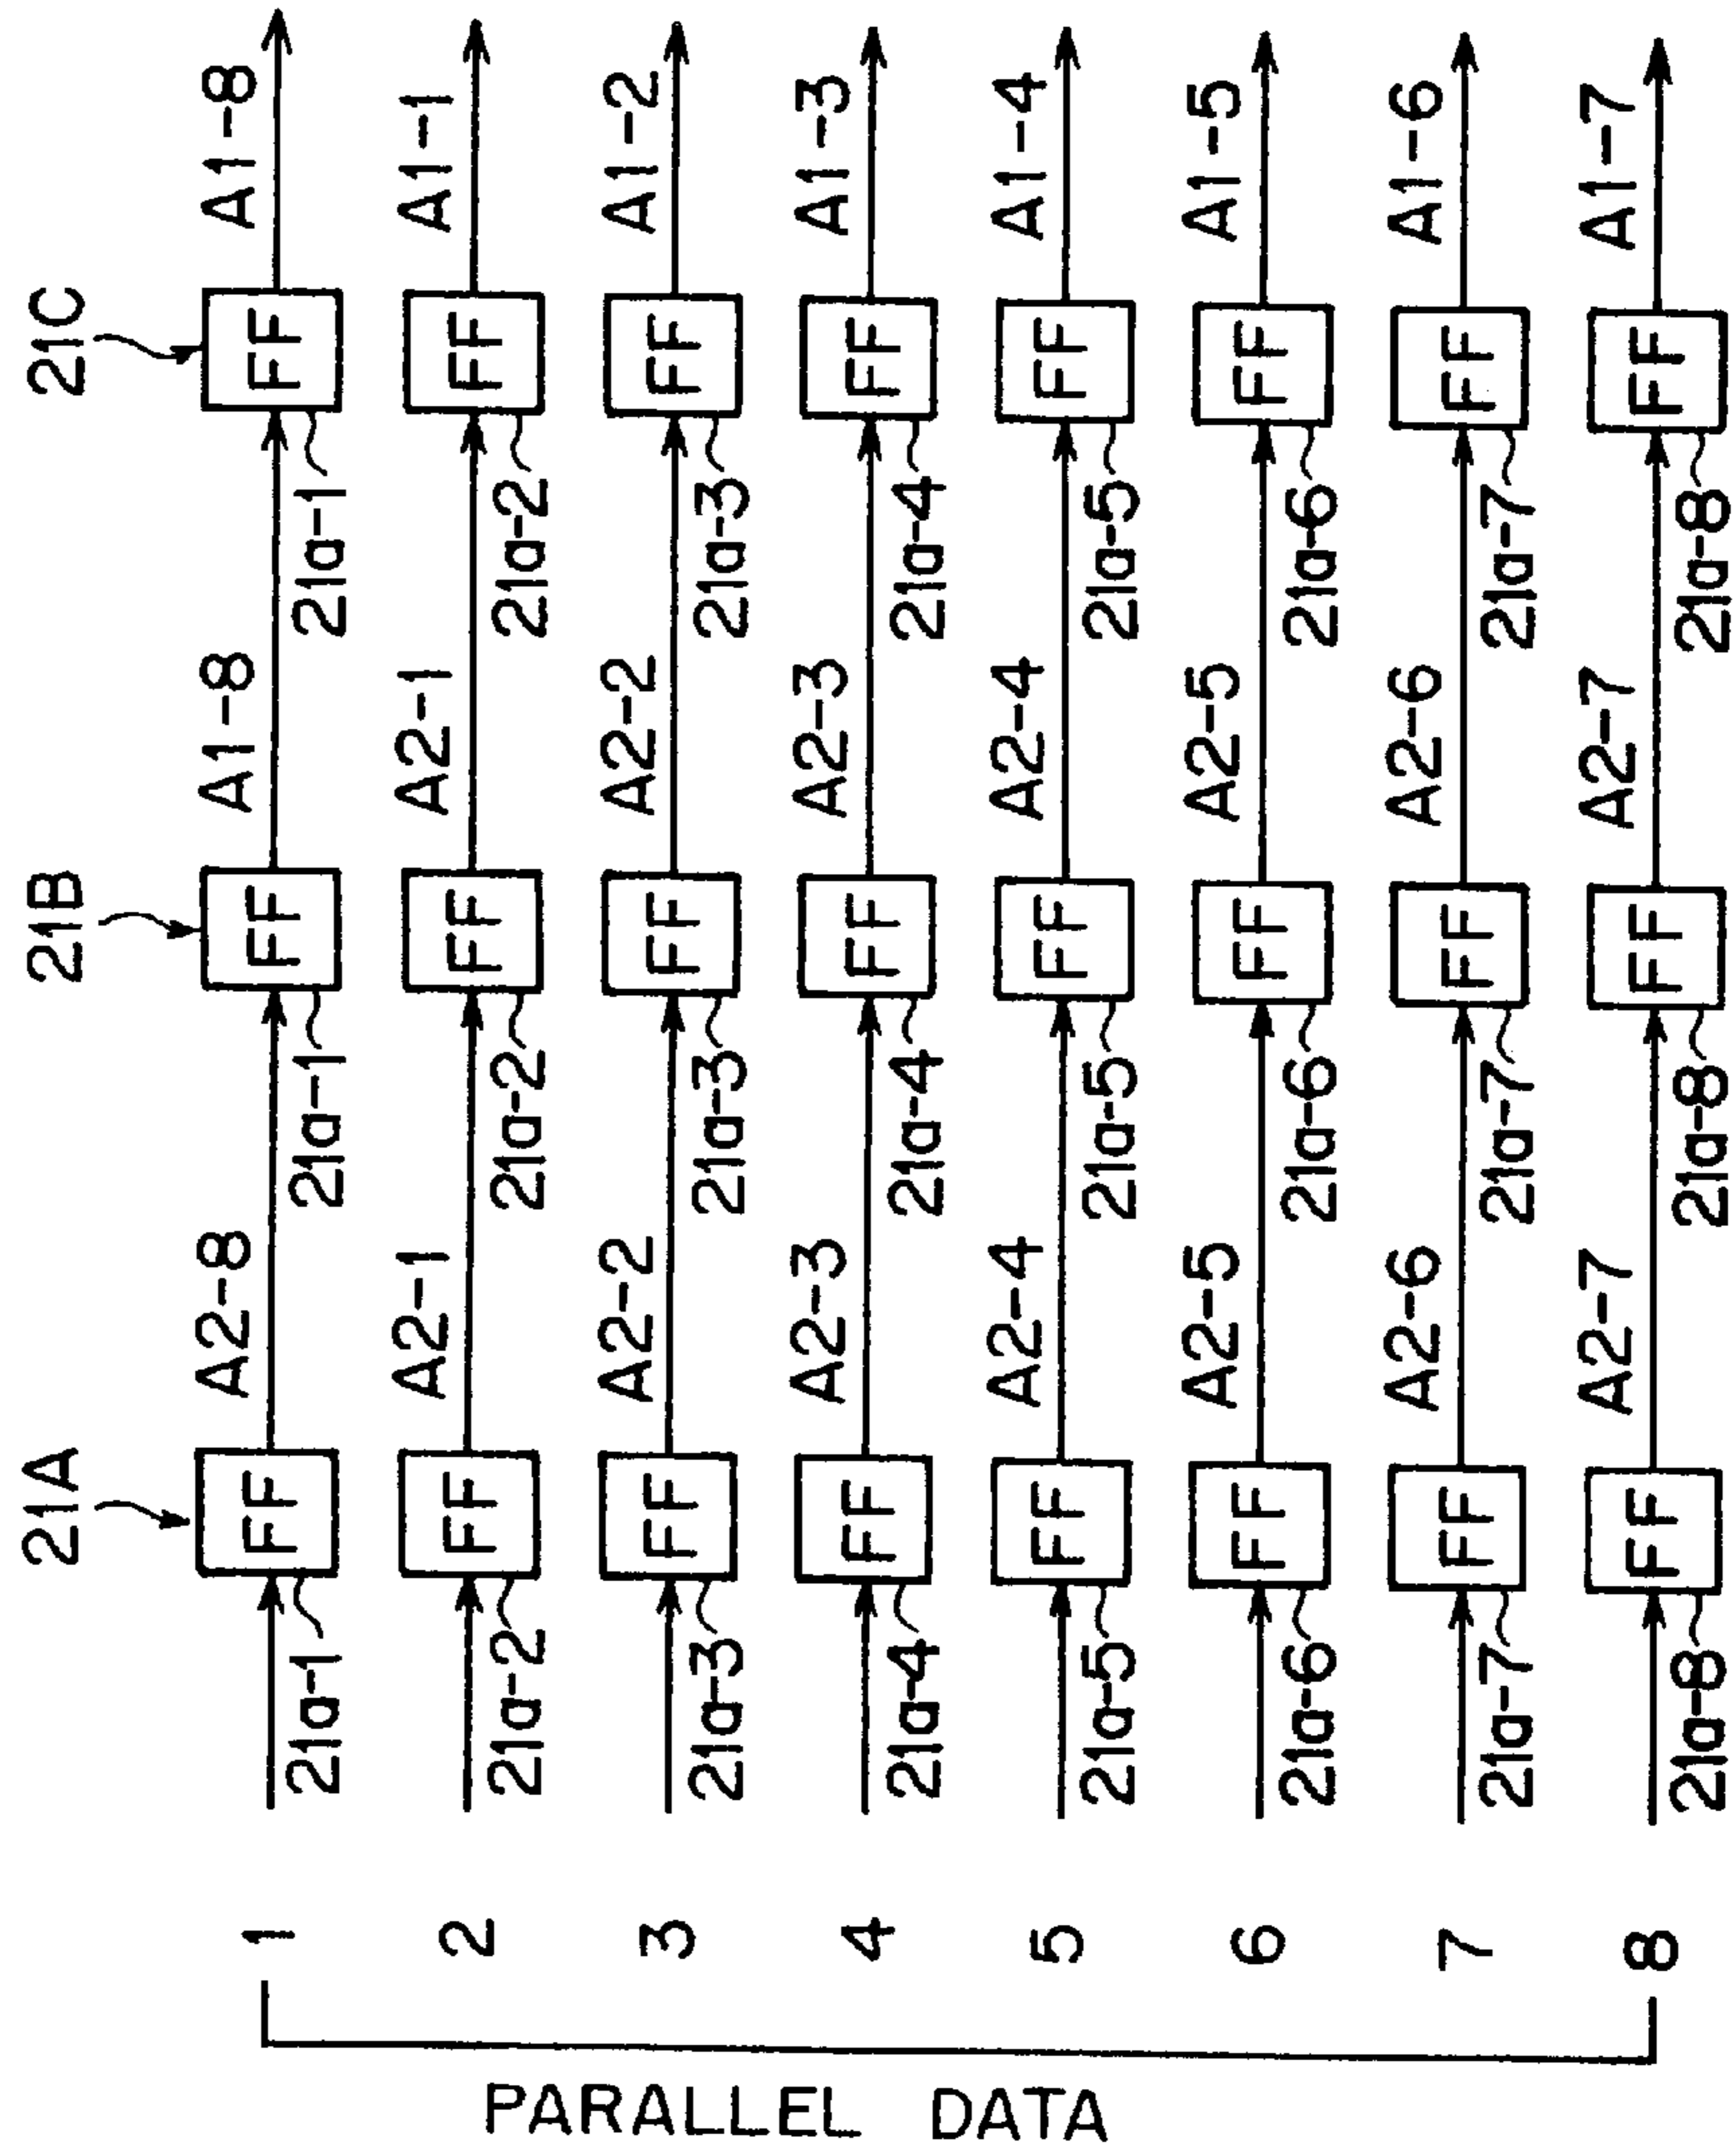 21A 21B 21C
A2-8 A1-8 A1-8
1 FF FF FF
21a-1 21a-1 21a-1
A2-1 A2-1 A1-1
2 FF FF FF
21a-2 21a-2 21a-2
A2-2 A2-2 A1-2
3 FF FF FF
21a-3 21a-3 21a-3
A2-3 A2-3 A1-3
4 FF FF FF
21a-4 21a-4 21a-4
A2-4 A2-4 A1-4
5 FF FF FF
21a-5 21a-5 21a-5
A2-5 A2-5 A1-5
6 FF FF FF
21a-6 21a-6 21a-6
A2-6 A2-6 A1-6
7 FF FF FF
21a-7 21a-7 21a-7
A2-7 A2-7 A1-7
8 FF FF FF
21a-8 21a-8 21a-8
PARALLEL DATA